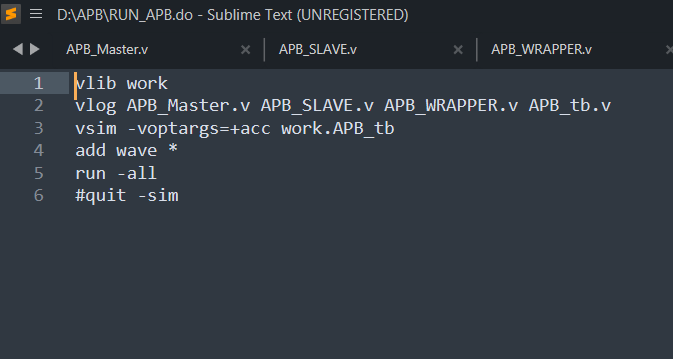 D:\APB\RUN_APB.do - Sublime Text (UNREGISTERED)
APB_Master.v APB_SLAVE.v APB_WRAPPER.v
1 vlib work
2 vlog APB_Master.v APB_SLAVE.v APB_WRAPPER.v APB_tb.v
3 vsim -voptargs=+acc work.APB_tb
4 add wave *
5 run -all
6 #quit -sim